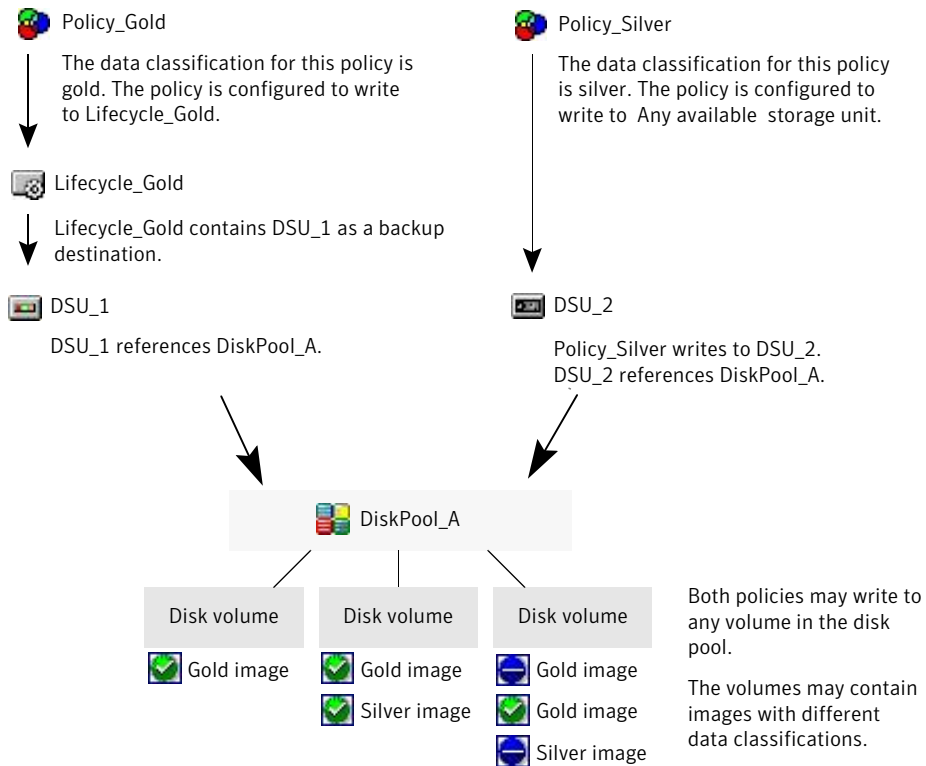 Policy_Gold
The data classification for this policy is
gold. The policy is configured to write
to Lifecycle_Gold.
Lifecycle_Gold
Lifecycle_Gold contains DSU_1 as a backup
destination.
DSU_1
DSU_1 references DiskPool_A.
Policy_Silver
The data classification for this policy
is silver. The policy is configured to
write to Any available storage unit.
DSU_2
Policy_Silver writes to DSU_2.
DSU_2 references DiskPool_A.
DiskPool_A
Disk volume
Gold image
Disk volume
Gold image
Silver image
Disk volume
Gold image
Gold image
Silver image
Both policies may write to
any volume in the disk
pool.
The volumes may contain
images with different
data classifications.